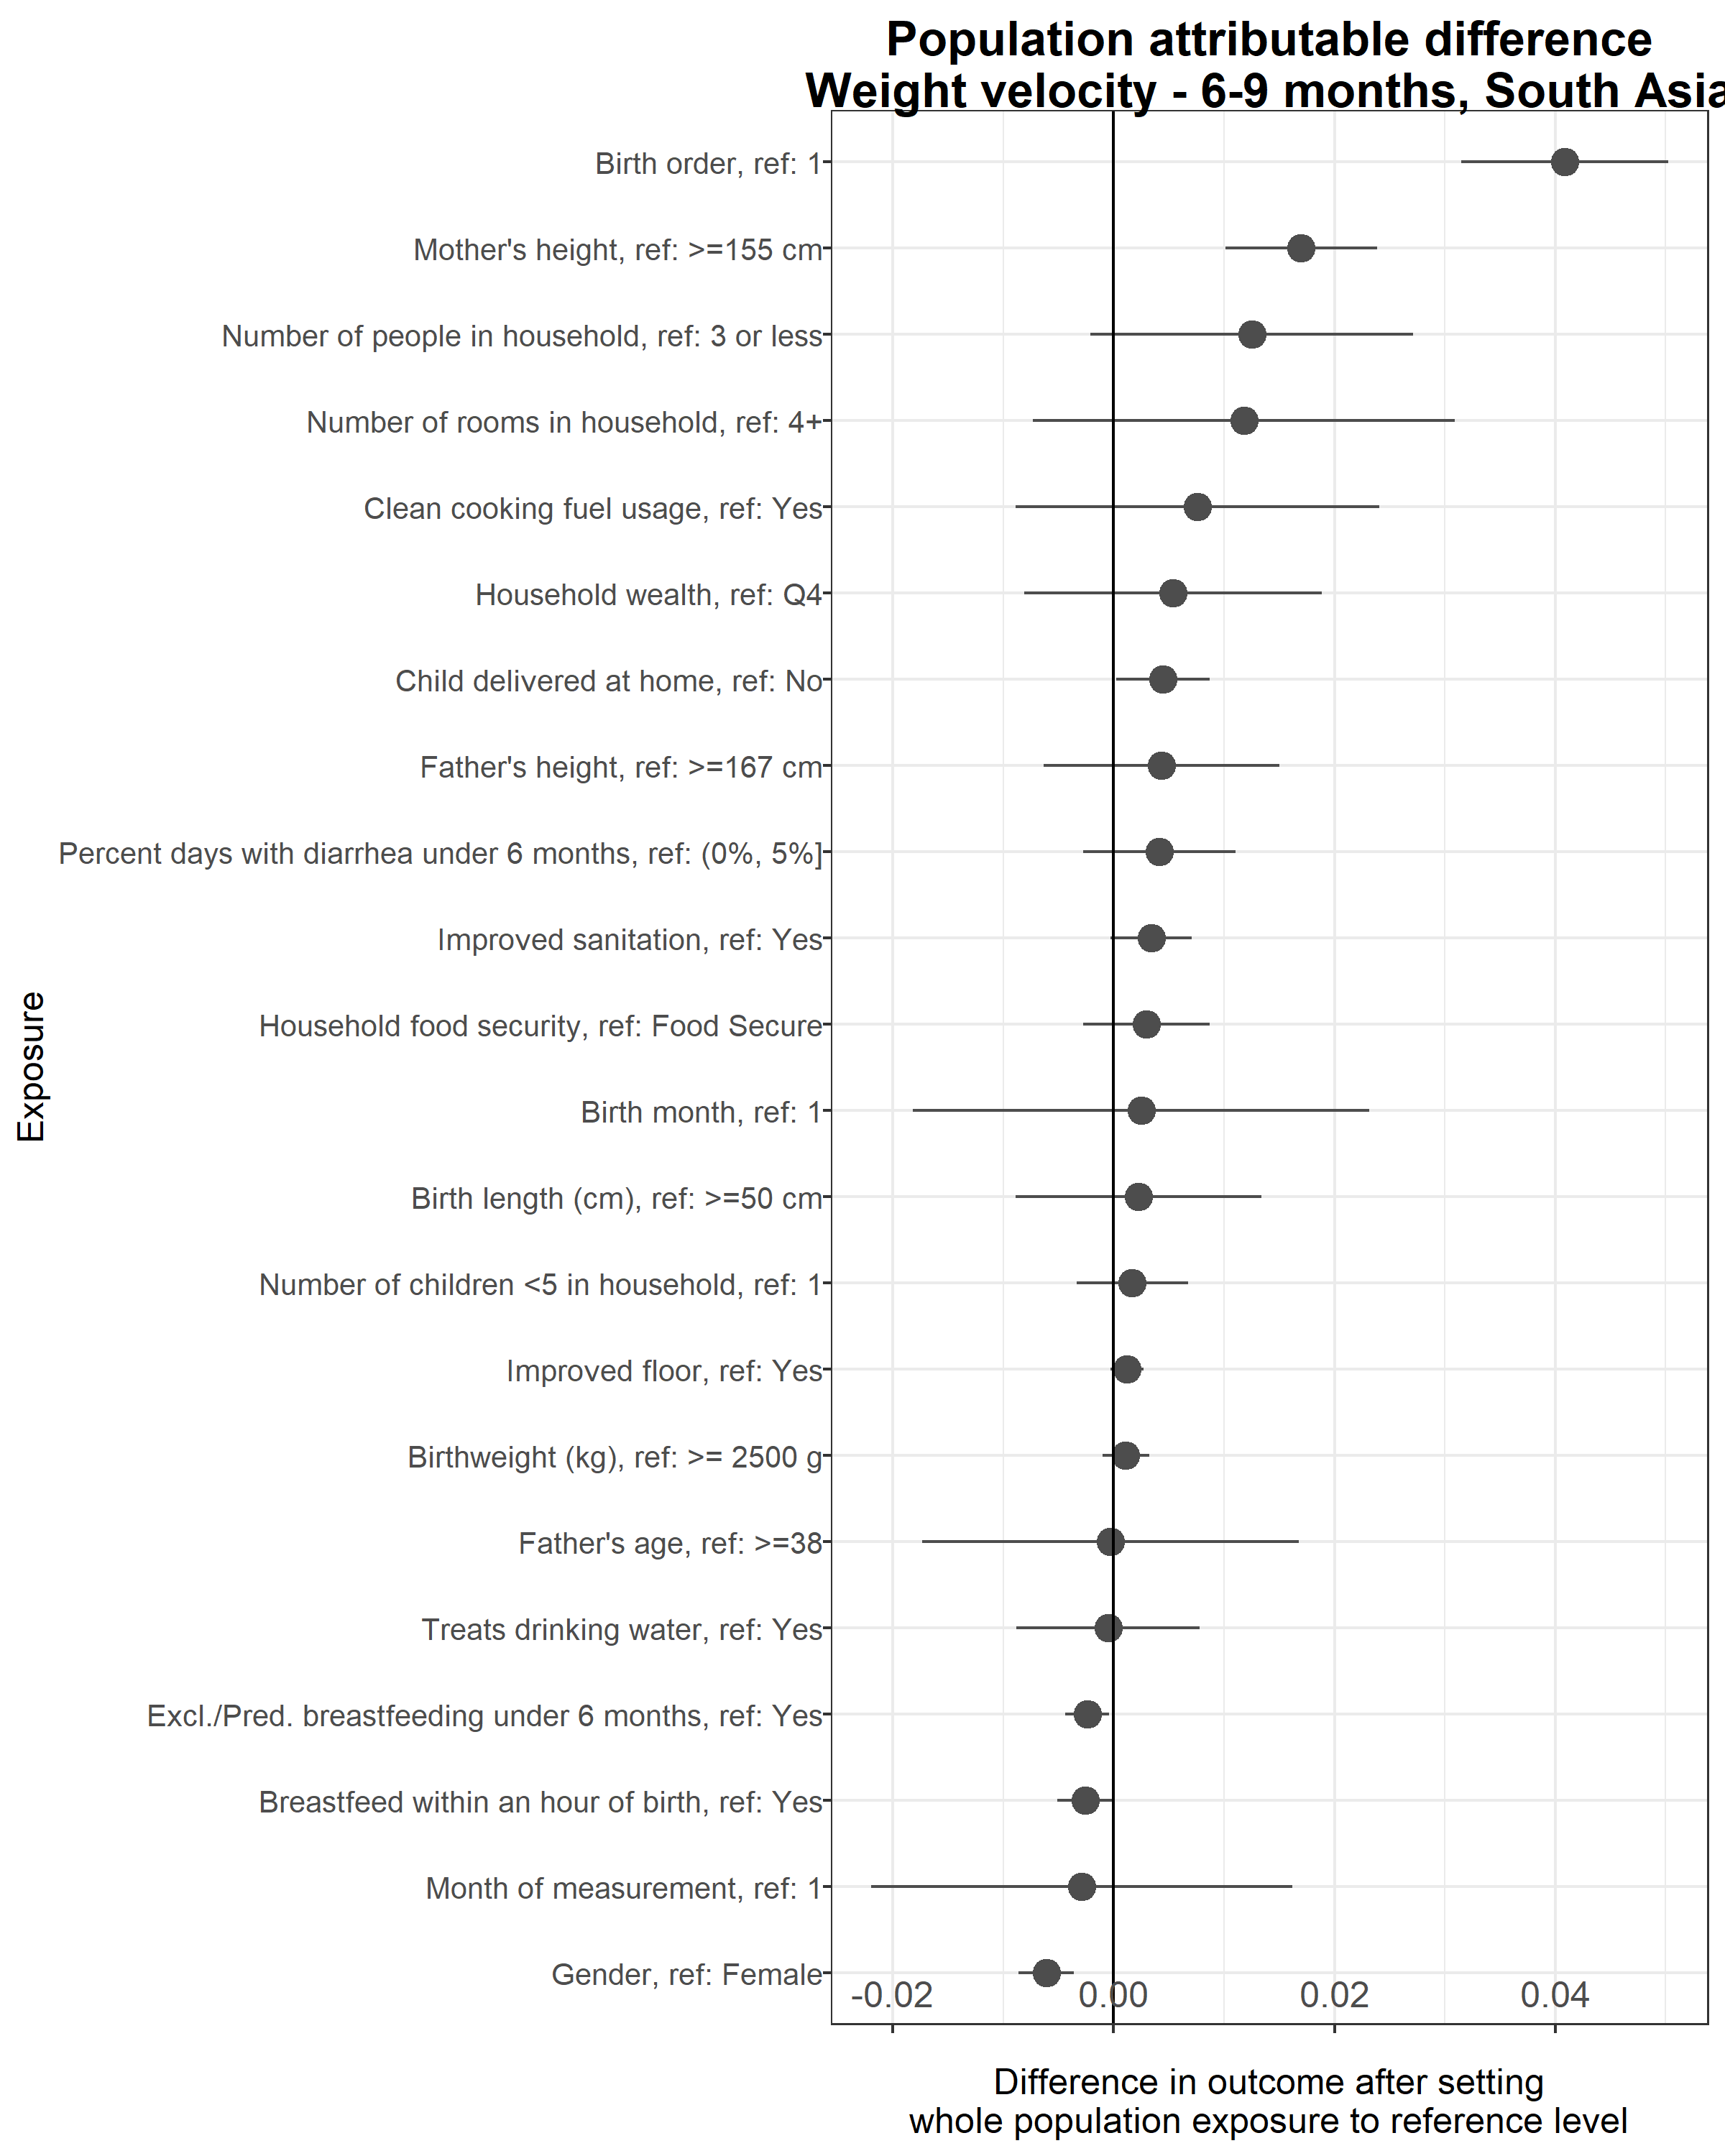 Population attributable difference
Weight velocity - 6-9 months, South Asia
Birth order, ref: 1
Mother's height, ref: >=155 cm
Number of people in household, ref: 3 or less
Number of rooms in household, ref: 4+
Clean cooking fuel usage, ref: Yes
Household wealth, ref: Q4
Child delivered at home, ref: No
Father's height, ref: >=167 cm
Percent days with diarrhea under 6 months, ref: (0%, 5%]
Improved sanitation, ref: Yes
Household food security, ref: Food Secure
Birth month, ref: 1
Birth length (cm), ref: >=50 cm
Number of children <5 in household, ref: 1
Improved floor, ref: Yes
Birthweight (kg), ref: >= 2500 g
Father's age, ref: >=38
Treats drinking water, ref: Yes
Excl./Pred. breastfeeding under 6 months, ref: Yes
Breastfeed within an hour of birth, ref: Yes
Month of measurement, ref: 1
Gender, ref: Female
Exposure
-0.02 0.00 0.02 0.04
Difference in outcome after setting
whole population exposure to reference level